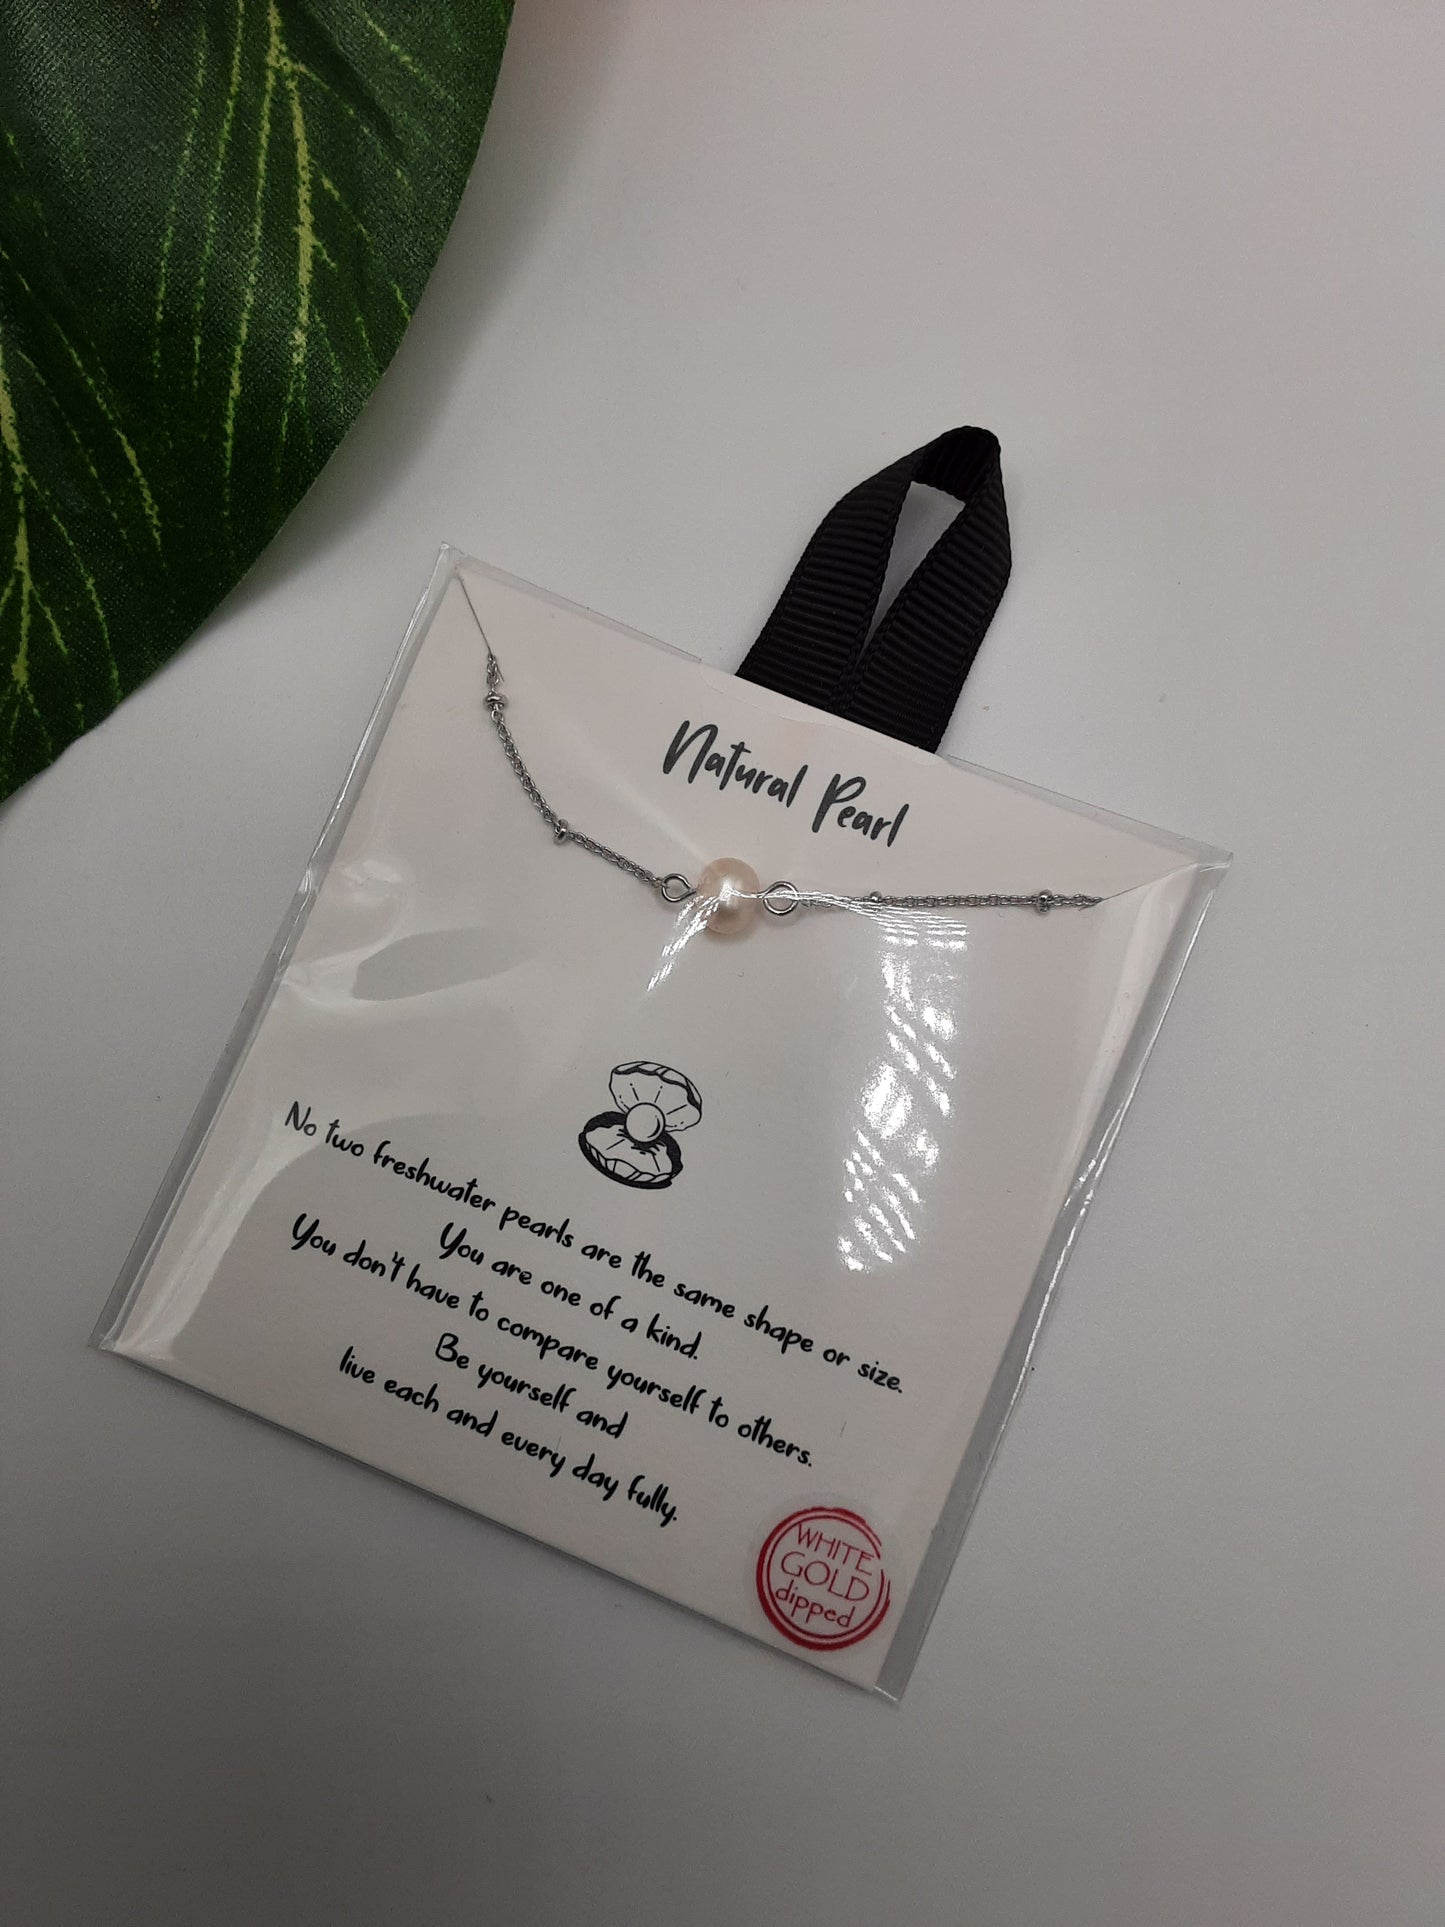 Natural Pearl
No two freshwater pearls are the same shape or size.
You are one of a kind.
You don't have to compare yourself to others.
Be yourself and
live each and every day fully.
WHITE
GOLD
dipped